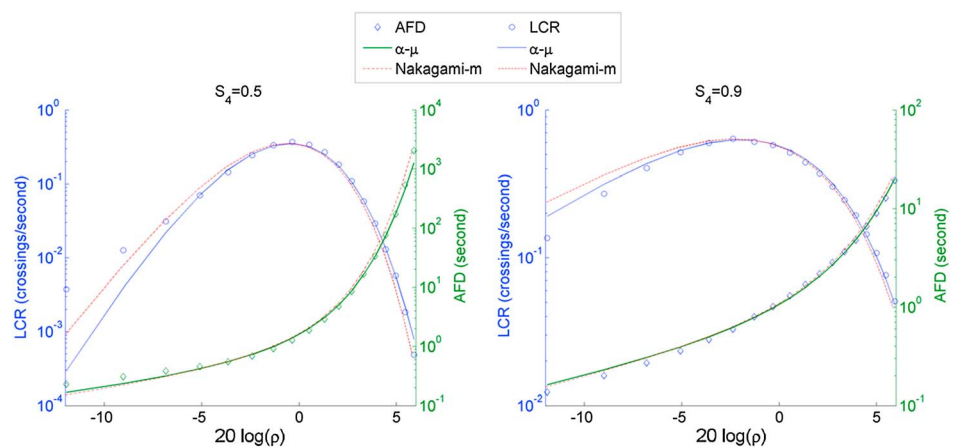 AFD LCR
α-μ α-μ
Nakagami-m Nakagami-m
S4=0.5
LCR (crossings/second)
10^0
10^-1
10^-2
10^-3
10^-4
10^4
10^3
10^2
10^1
10^0
10^-1
AFD (second)
-10 -5 0 5
20 log(ρ)
S4=0.9
LCR (crossings/second)
10^0
10^-1
10^-2
10^2
10^1
10^0
10^-1
AFD (second)
-10 -5 0 5
20 log(ρ)